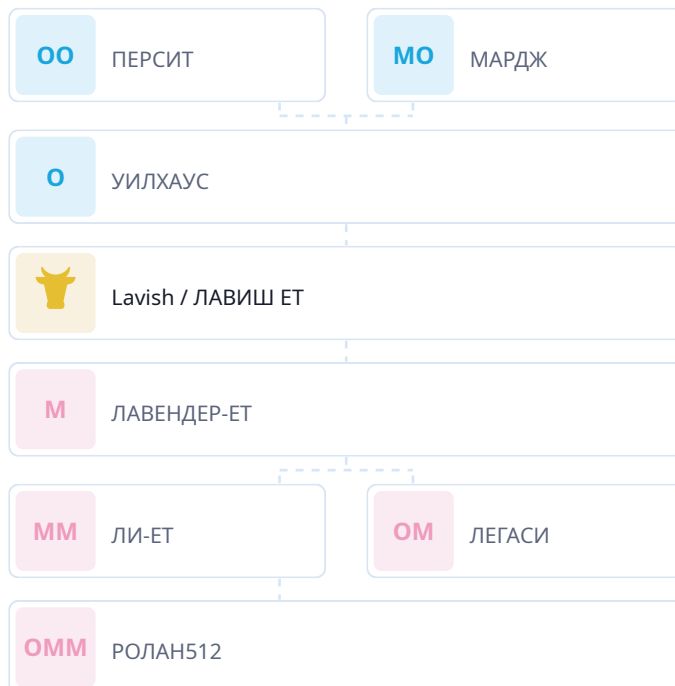 ОО ПЕРСИТ
МО МАРДЖ
О УИЛХАУС
Lavish / ЛАВИШ ЕТ
М ЛАВЕНДЕР-ЕТ
ММ ЛИ-ЕТ
ОМ ЛЕГАСИ
ОММ РОЛАН512